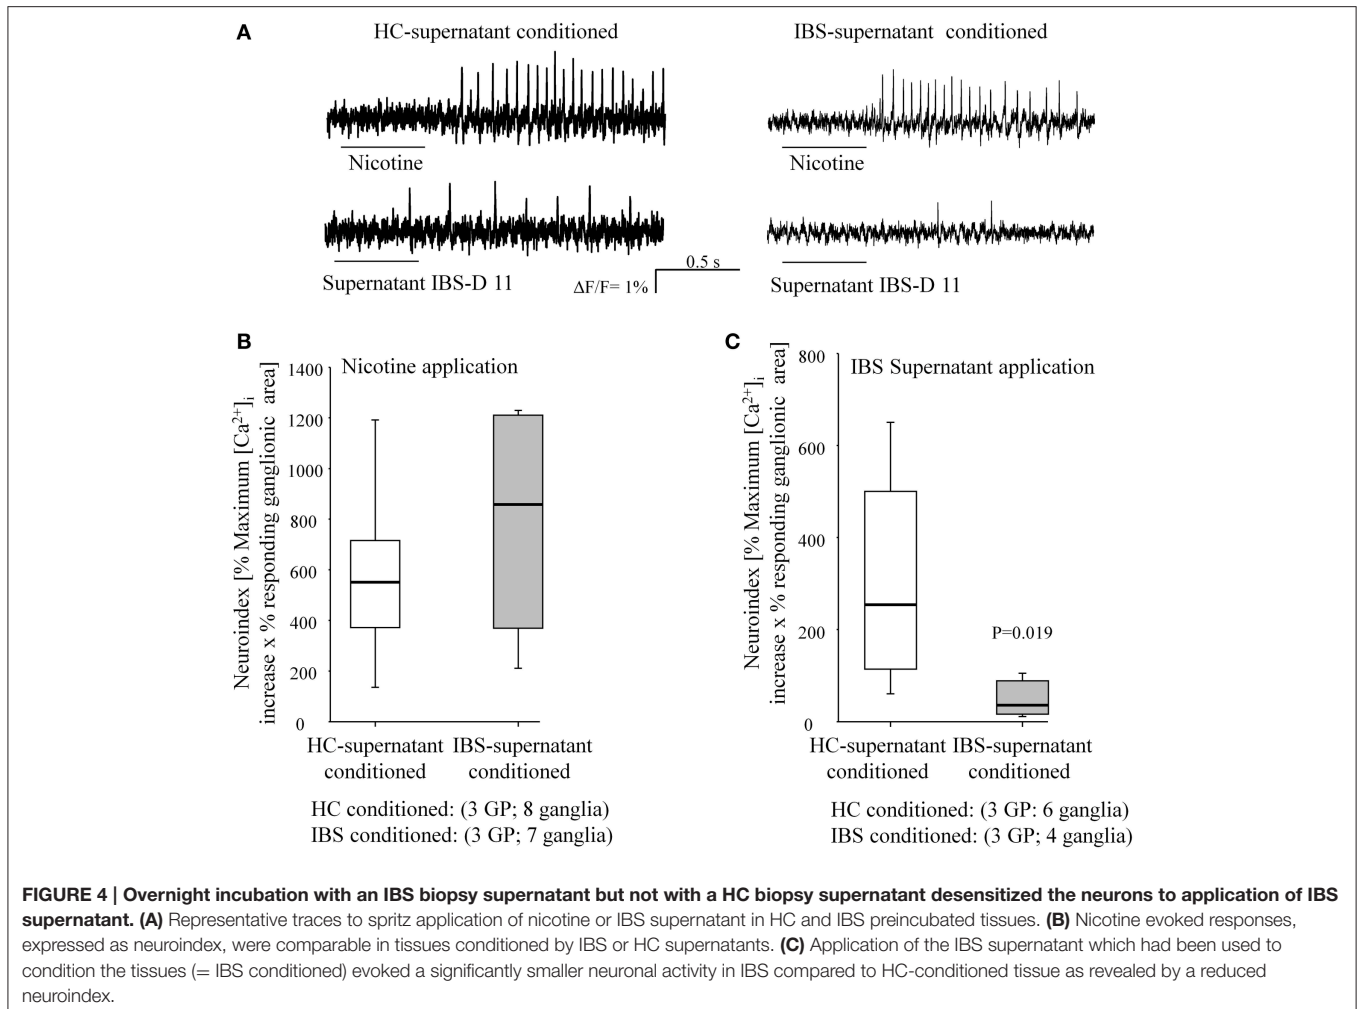 A
HC-supernatant conditioned
IBS-supernatant conditioned
Nicotine
Nicotine
Supernatant IBS-D 11
0.5 s
ΔF/F= 1%
Supernatant IBS-D 11
B
Nicotine application
Neuroindex [% Maximum [Ca²⁺]ᵢ
increase x % responding ganglionic area]
1400
1200
1000
800
600
400
200
0
HC-supernatant conditioned
IBS-supernatant conditioned
HC conditioned: (3 GP; 8 ganglia)
IBS conditioned: (3 GP; 7 ganglia)
C
IBS Supernatant application
Neuroindex [% Maximum [Ca²⁺]ᵢ
increase x % responding ganglionic area]
800
600
400
200
0
P=0.019
HC-supernatant conditioned
IBS-supernatant conditioned
HC conditioned: (3 GP: 6 ganglia)
IBS conditioned: (3 GP; 4 ganglia)
FIGURE 4 | Overnight incubation with an IBS biopsy supernatant but not with a HC biopsy supernatant desensitized the neurons to application of IBS
supernatant. (A) Representative traces to spritz application of nicotine or IBS supernatant in HC and IBS preincubated tissues. (B) Nicotine evoked responses,
expressed as neuroindex, were comparable in tissues conditioned by IBS or HC supernatants. (C) Application of the IBS supernatant which had been used to
condition the tissues (= IBS conditioned) evoked a significantly smaller neuronal activity in IBS compared to HC-conditioned tissue as revealed by a reduced
neuroindex.